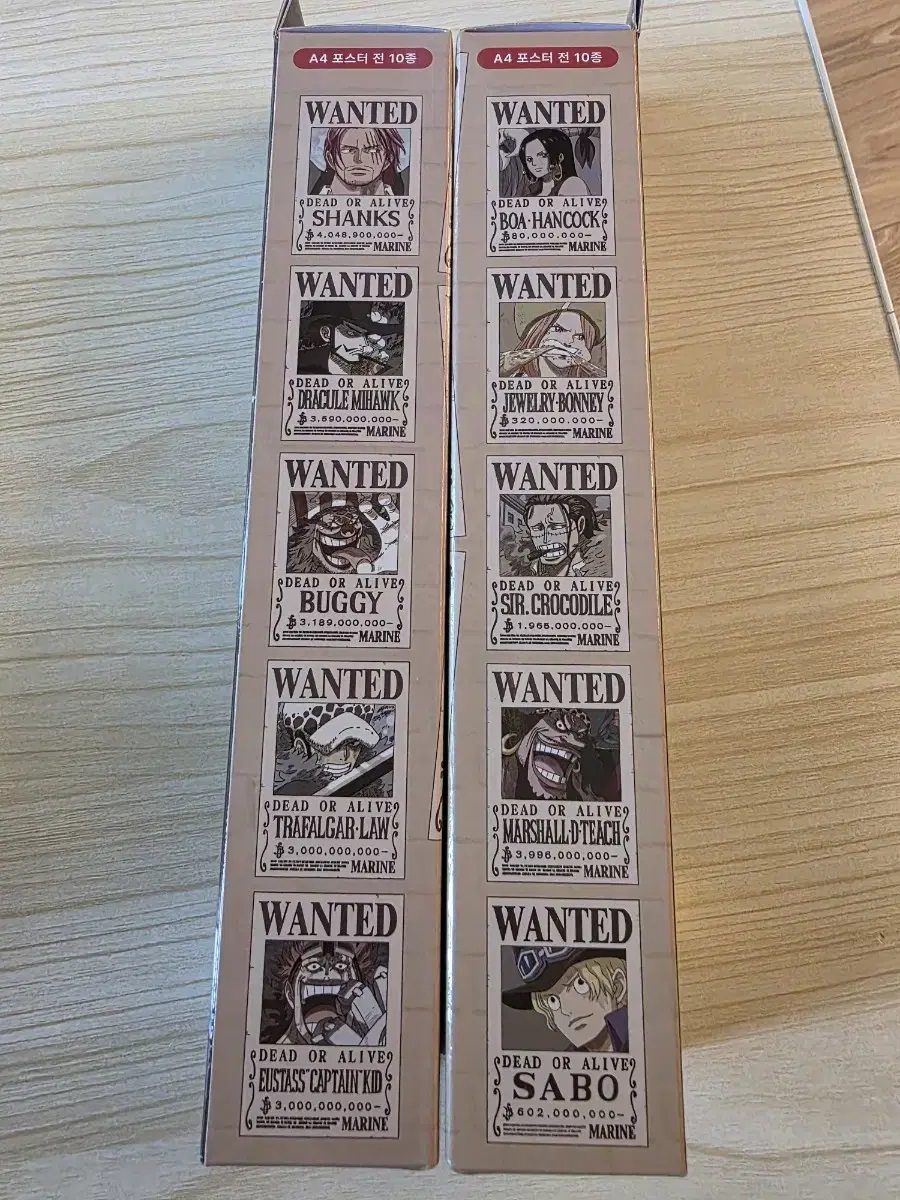 A4 포스터 전 10종
WANTED
DEAD OR ALIVE
SHANKS
4,048,900,000-
MARINE
WANTED
DEAD OR ALIVE
DRACULE MIHAWK
3,590,000,000-
MARINE
WANTED
DEAD OR ALIVE
BUGGY
3,189,000,000-
MARINE
WANTED
DEAD OR ALIVE
TRAFALGAR·LAW
3,000,000,000-
MARINE
WANTED
DEAD OR ALIVE
EUSTASS"CAPTAIN"KID
3,000,000,000-
MARINE
A4 포스터 전 10종
WANTED
DEAD OR ALIVE
BOA·HANCOCK
80,000,000-
MARINE
WANTED
DEAD OR ALIVE
JEWELRY·BONNEY
320,000,000-
MARINE
WANTED
DEAD OR ALIVE
SIR. CROCODILE
1,965,000,000-
MARINE
WANTED
DEAD OR ALIVE
MARSHALL·D·TEACH
3,996,000,000-
MARINE
WANTED
DEAD OR ALIVE
SABO
602,000,000-
MARINE